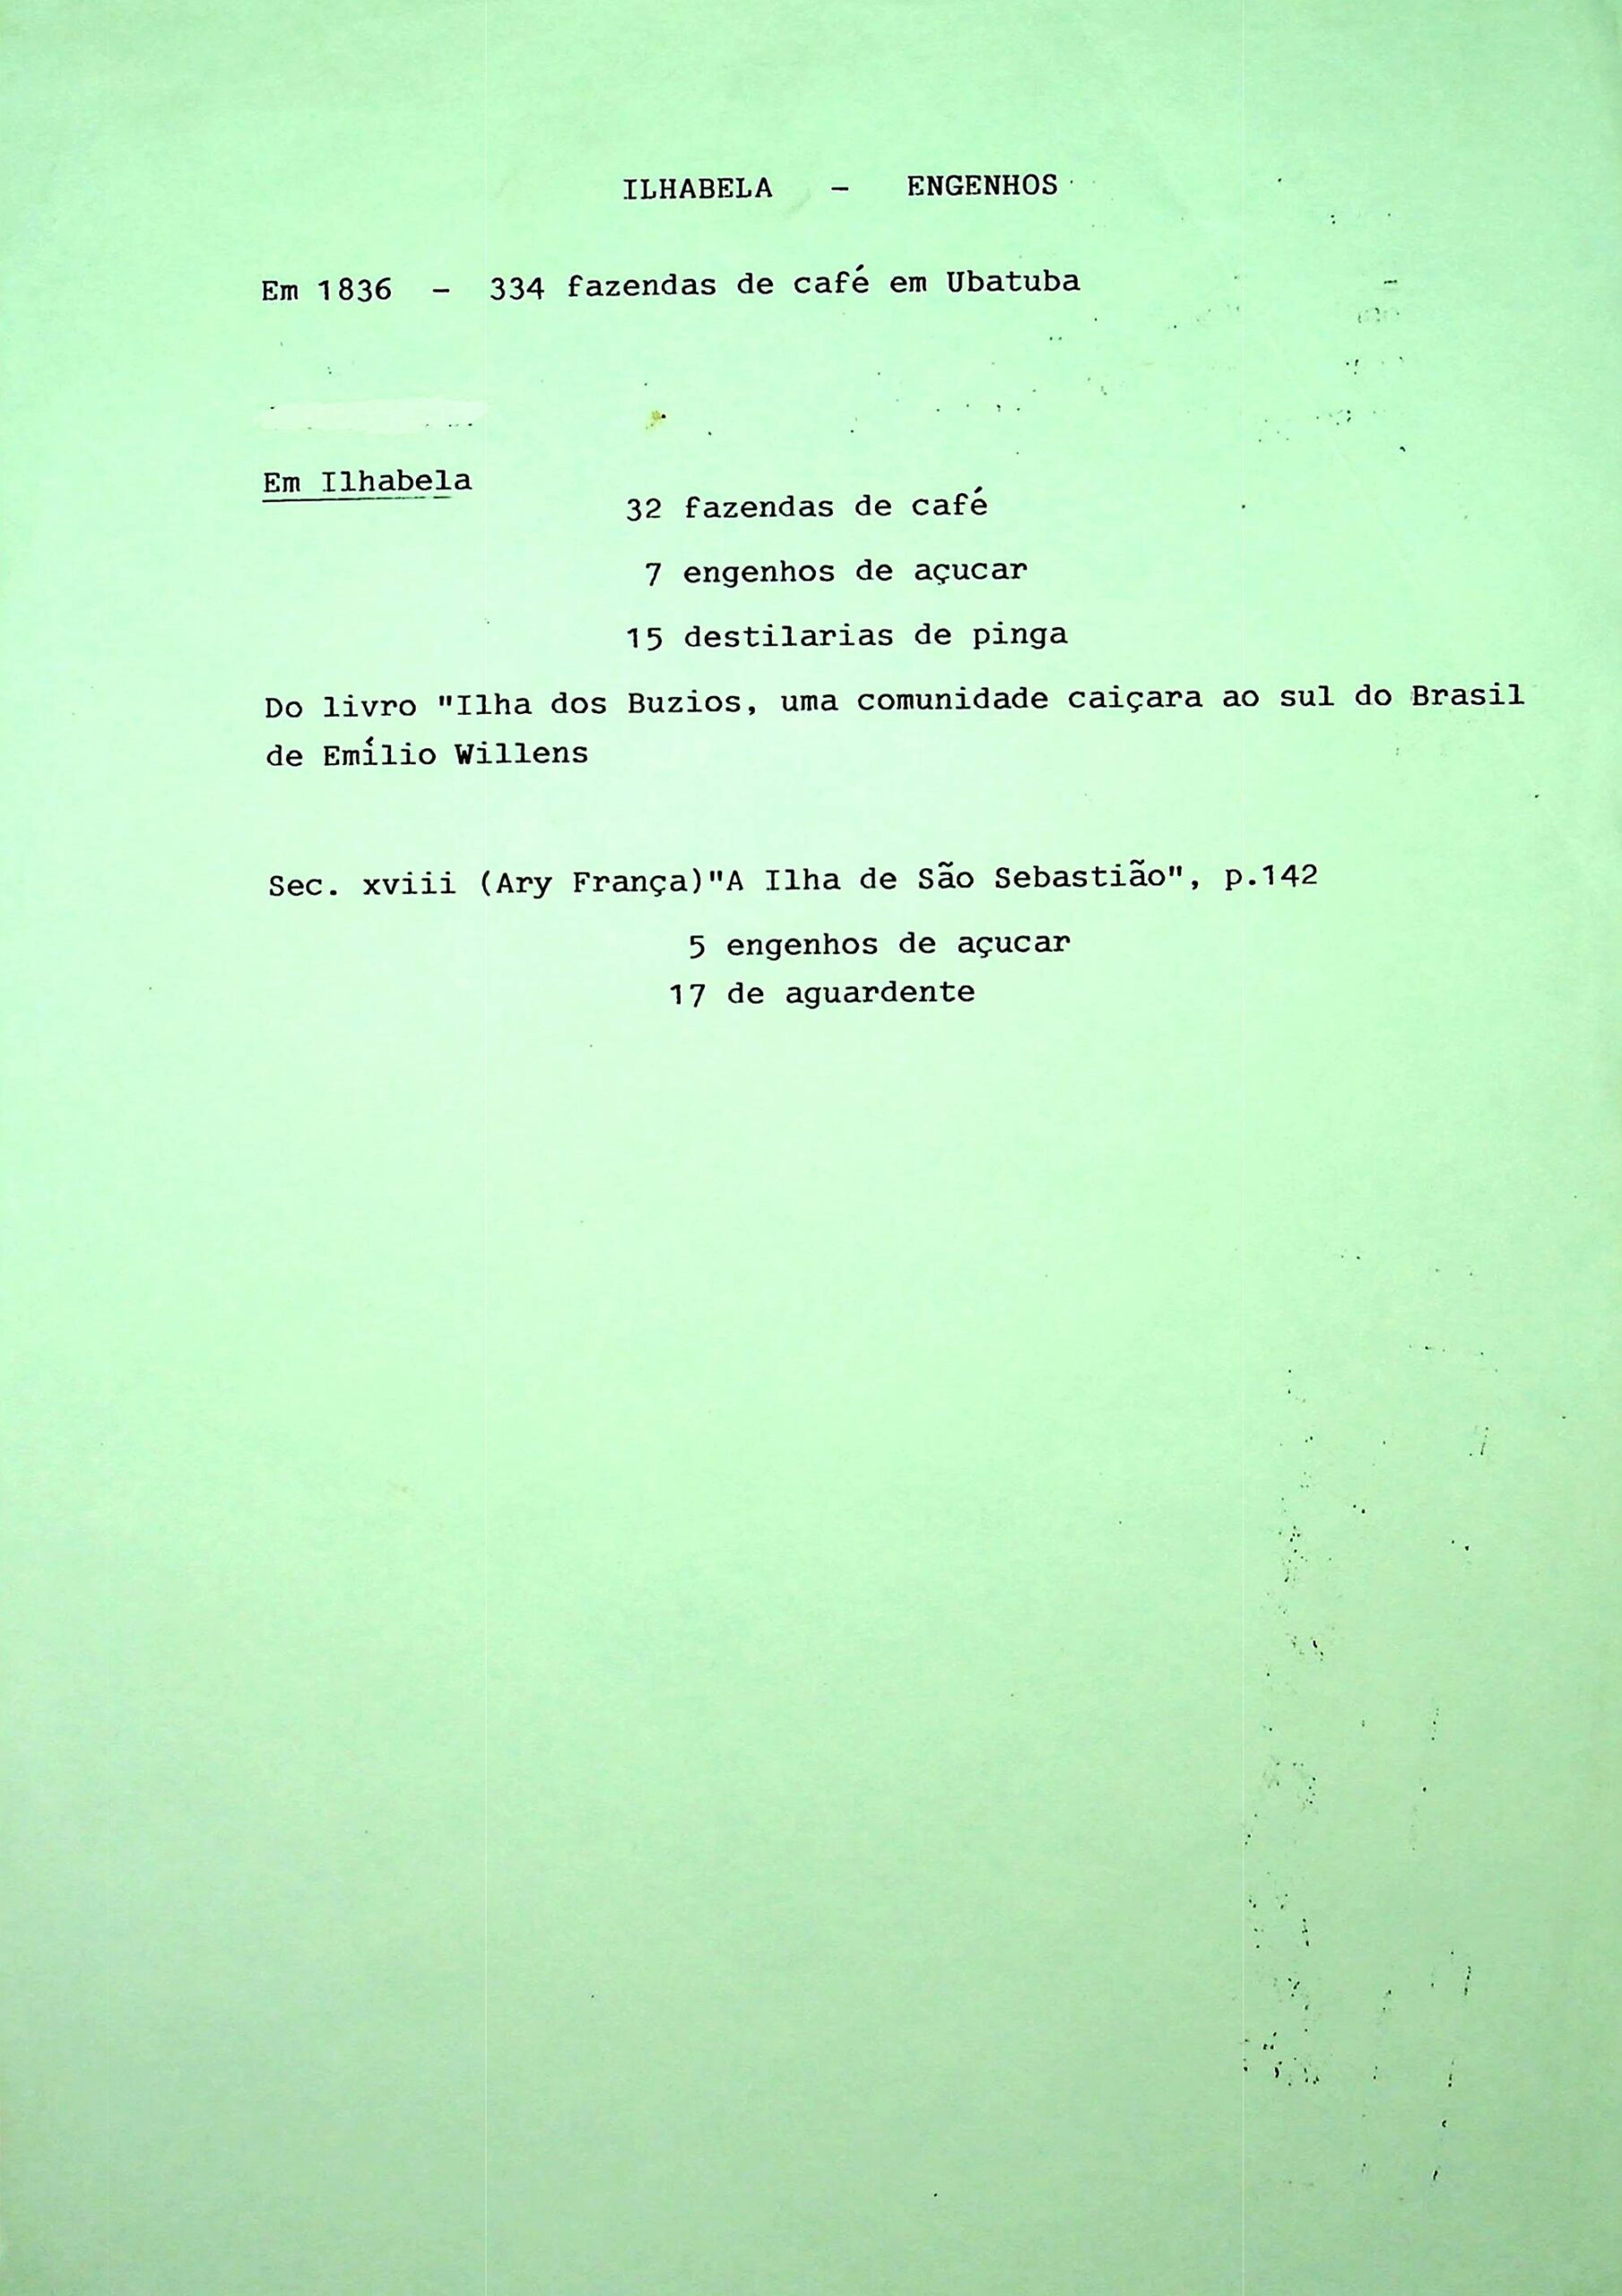 ILHABELA - ENGENHOS
Em 1836 - 334 fazendas de café em Ubatuba
Em Ilhabela
32 fazendas de café
7 engenhos de açucar
15 destilarias de pinga
Do livro "Ilha dos Buzios, uma comunidade caiçara ao sul do Brasil
de Emílio Willens
Sec. xviii (Ary França)"A Ilha de São Sebastião", p.142
5 engenhos de açucar
17 de aguardente